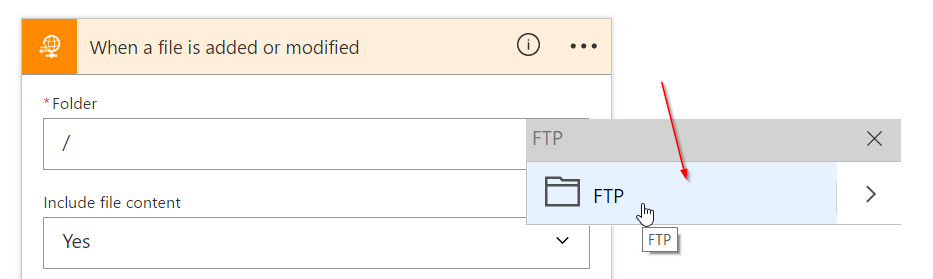 When a file is added or modified
*Folder
/
FTP
FTP
FTP
Include file content
Yes